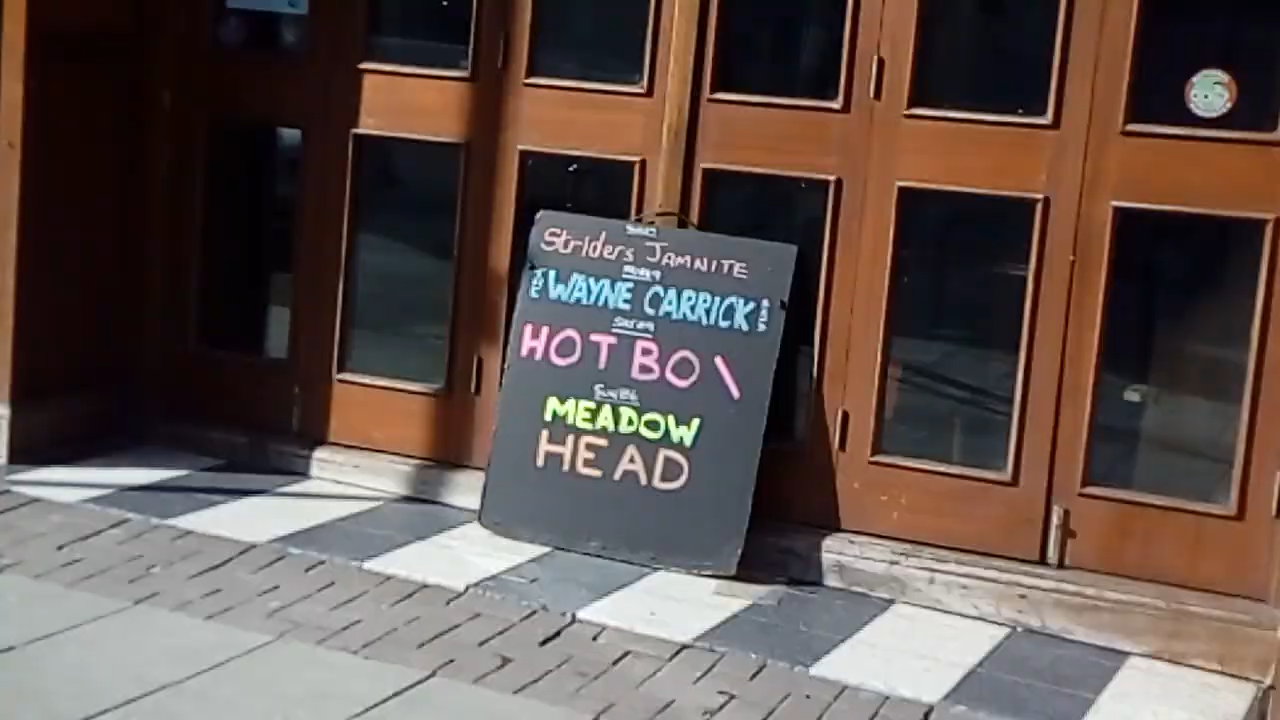 Striders JAMNITE
WAYNE CARRICK
HOT BO\
MEADOW
HEAD